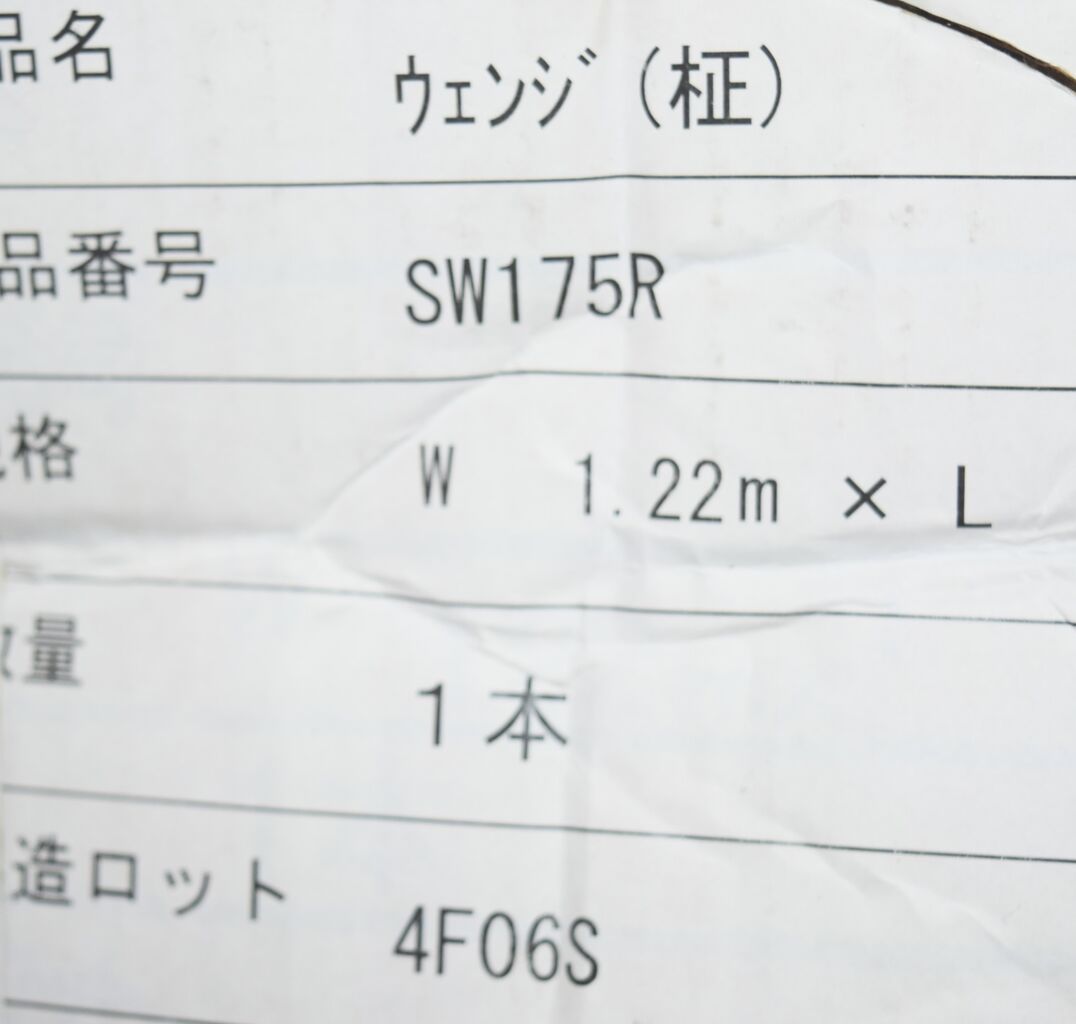 品名 ｳｪﾝｼﾞ (柾)
品番号 SW175R
格 W 1.22m × L
量 1本
造ロット 4F06S